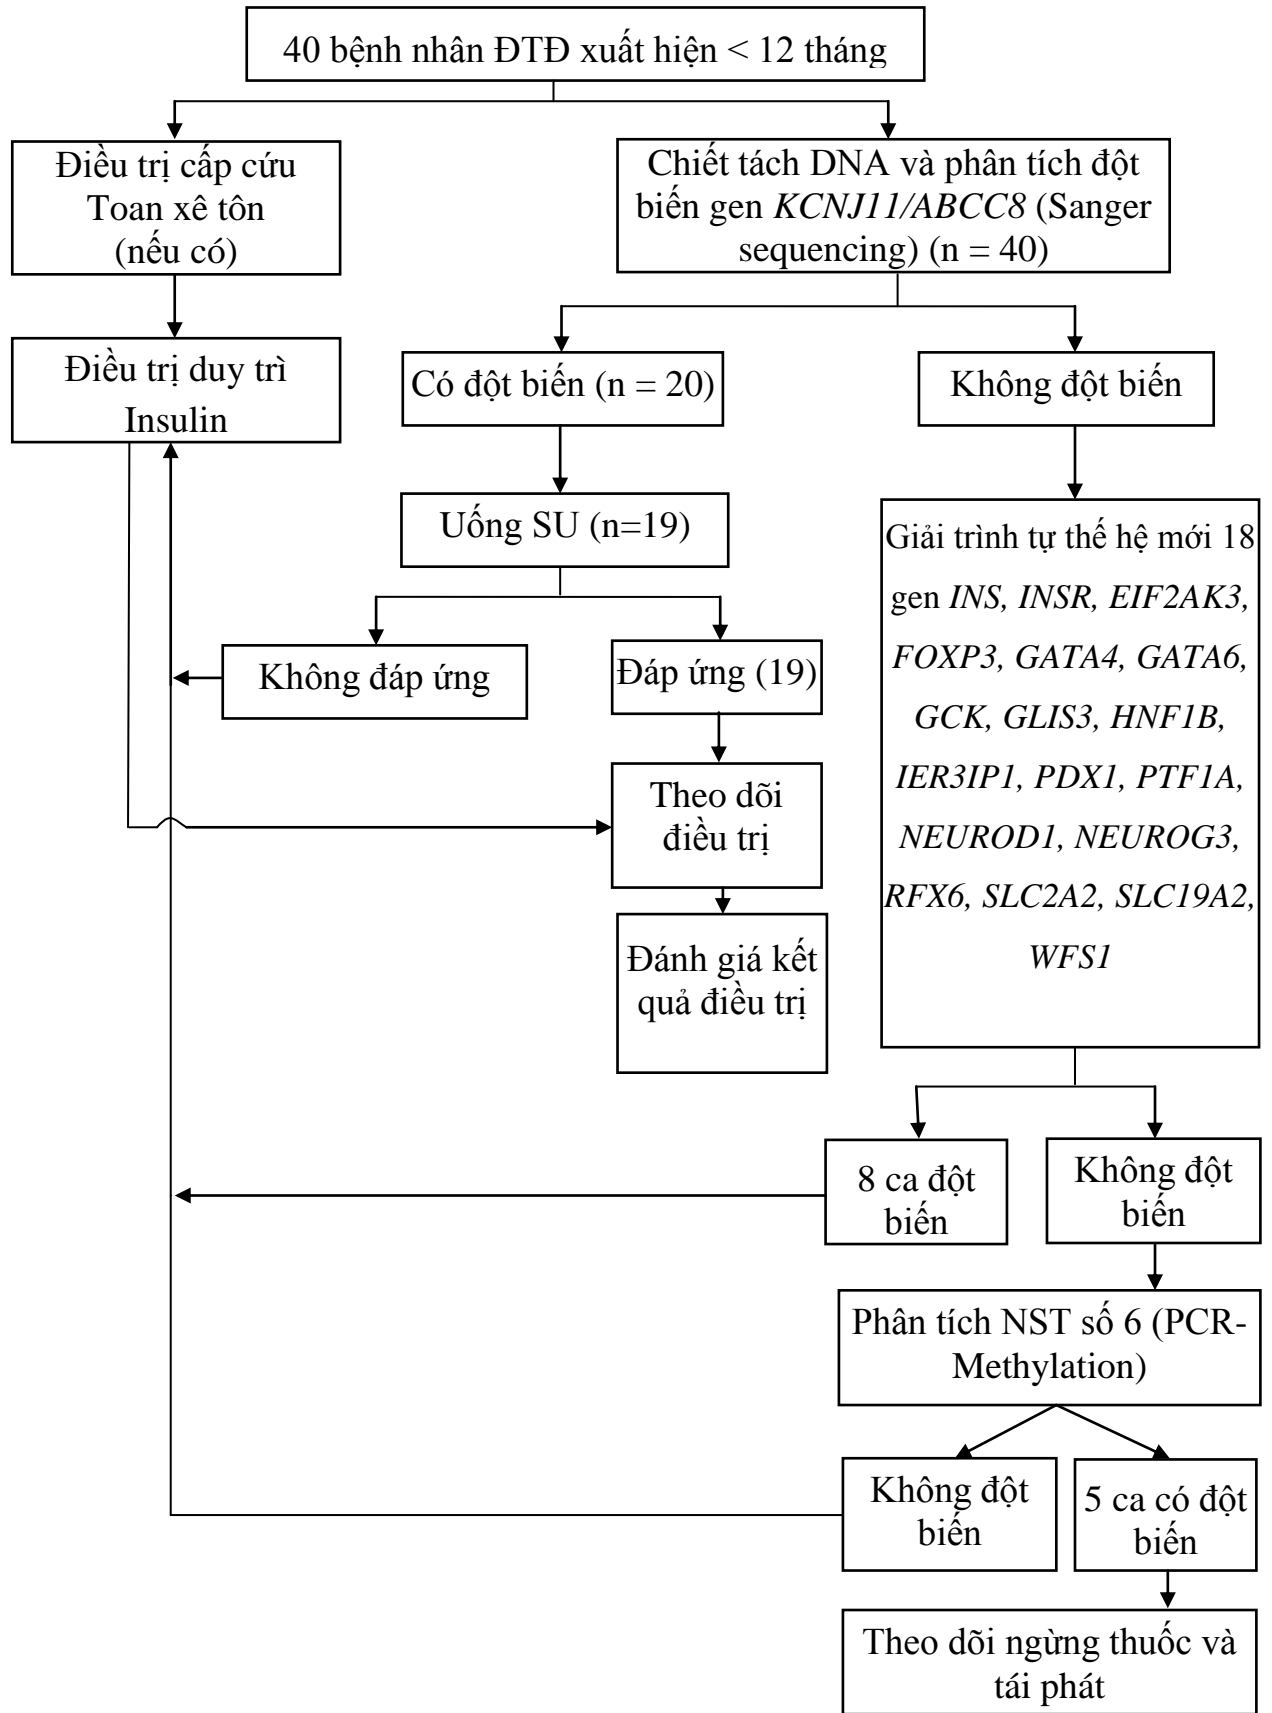 40 bệnh nhân ĐTĐ xuất hiện < 12 tháng
Điều trị cấp cứu
Toan xê tôn
(nếu có)
Chiết tách DNA và phân tích đột
biến gen KCNJ11/ABCC8 (Sanger
sequencing) (n = 40)
Điều trị duy trì
Insulin
Có đột biến (n = 20)
Không đột biến
Uống SU (n=19)
Giải trình tự thế hệ mới 18
gen INS, INSR, EIF2AK3,
FOXP3, GATA4, GATA6,
GCK, GLIS3, HNF1B,
IER3IP1, PDX1, PTF1A,
NEUROD1, NEUROG3,
RFX6, SLC2A2, SLC19A2,
WFS1
Không đáp ứng
Đáp ứng (19)
Theo dõi
điều trị
Đánh giá kết
quả điều trị
8 ca đột
biến
Không đột
biến
Phân tích NST số 6 (PCR-
Methylation)
Không đột
biến
5 ca có đột
biến
Theo dõi ngừng thuốc và
tái phát